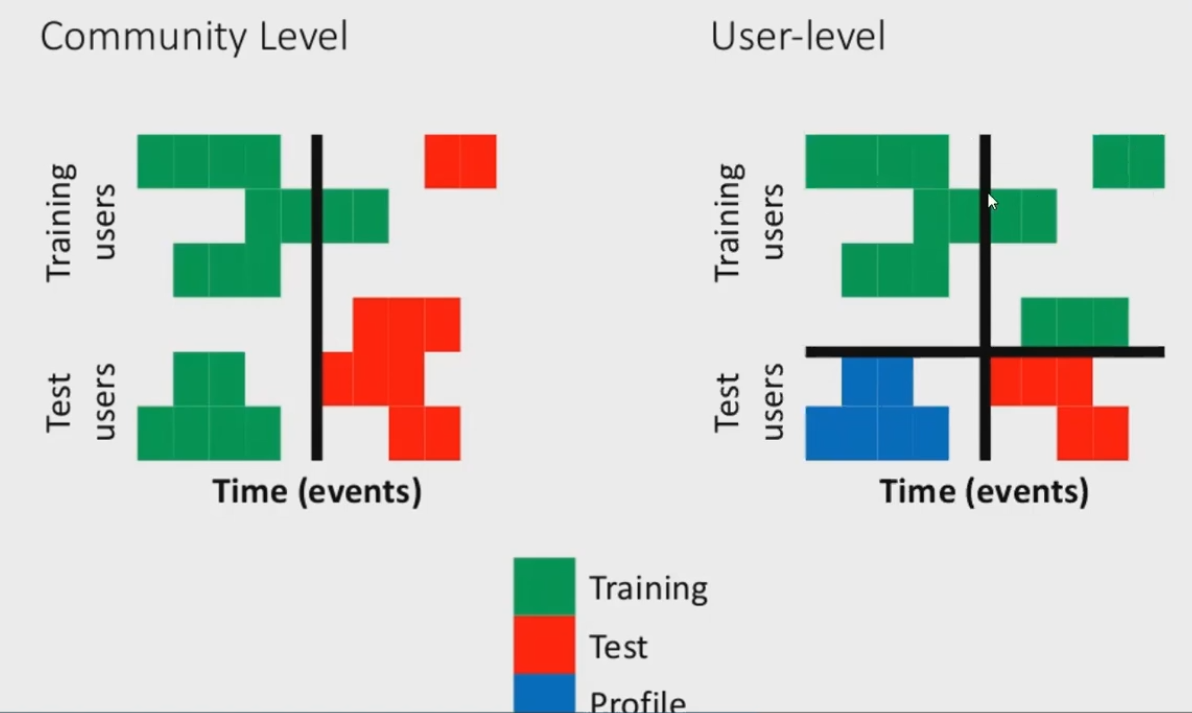 Community Level
User-level
Training
users
Test
users
Time (events)
Training
users
Test
users
Time (events)
Training
Test
Profile